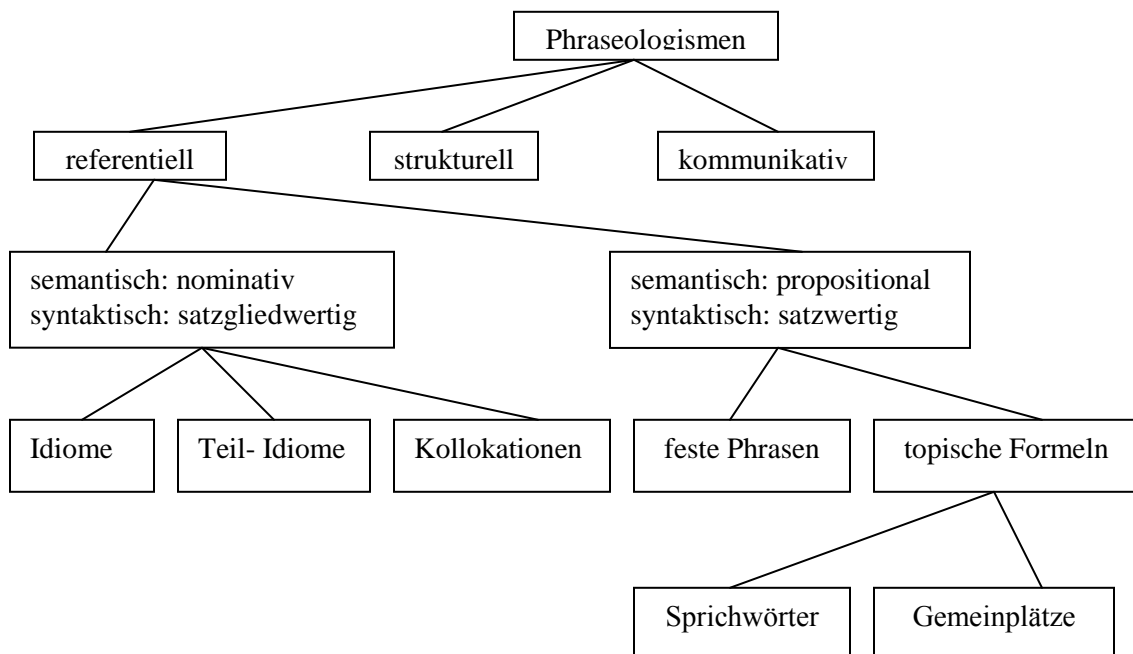 Phraseologismen
referentiell
strukturell
kommunikativ
semantisch: nominativ
syntaktisch: satzgliedwertig
semantisch: propositional
syntaktisch: satzwertig
Idiome
Teil- Idiome
Kollokationen
feste Phrasen
topische Formeln
Sprichwörter
Gemeinplätze